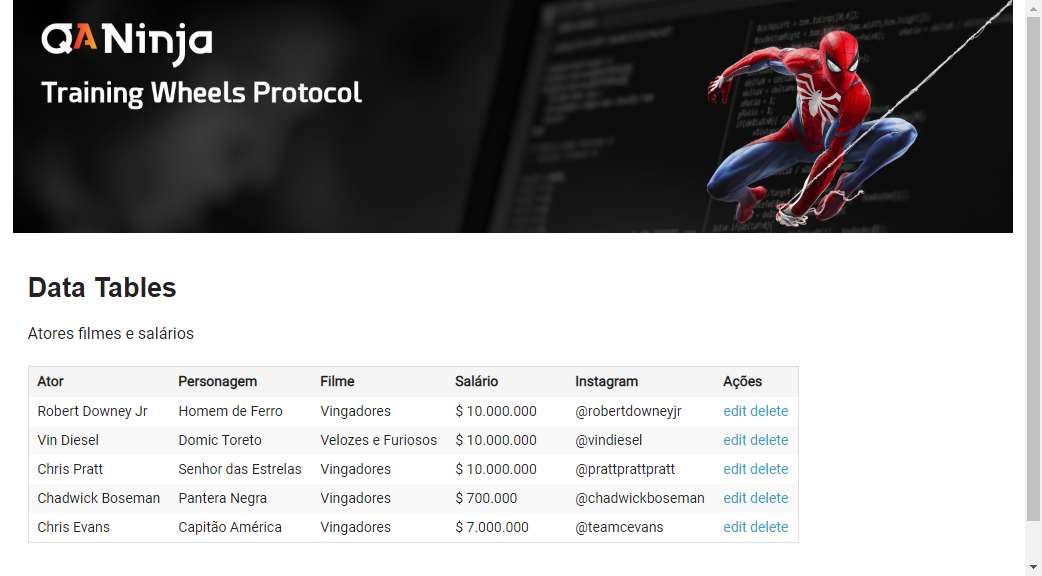 QANinja
Training Wheels Protocol
Data Tables
Atores filmes e salários
Ator Personagem Filme Salário Instagram Ações
Robert Downey Jr Homem de Ferro Vingadores $ 10.000.000 @robertdowneyjr edit delete
Vin Diesel Domic Toreto Velozes e Furiosos $ 10.000.000 @vindiesel edit delete
Chris Pratt Senhor das Estrelas Vingadores $ 10.000.000 @prattprattpratt edit delete
Chadwick Boseman Pantera Negra Vingadores $ 700.000 @chadwickboseman edit delete
Chris Evans Capitão América Vingadores $ 7.000.000 @teamcevans edit delete